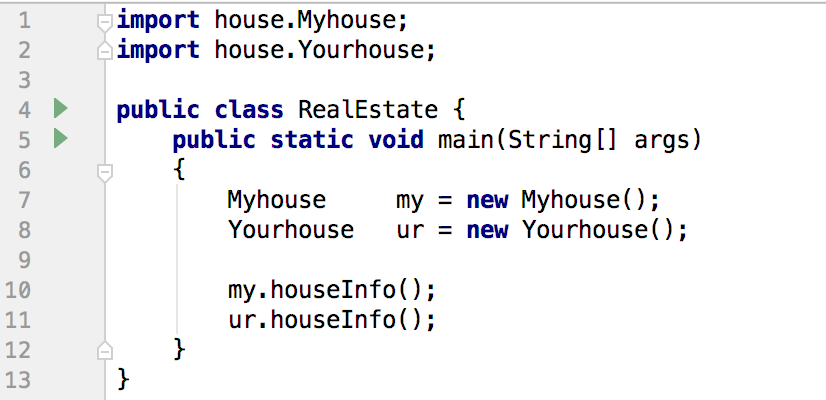 1 import house.Myhouse;
2 import house.Yourhouse;
3
4 public class RealEstate {
5     public static void main(String[] args)
6     {
7         Myhouse     my = new Myhouse();
8         Yourhouse   ur = new Yourhouse();
9
10         my.houseInfo();
11         ur.houseInfo();
12     }
13 }